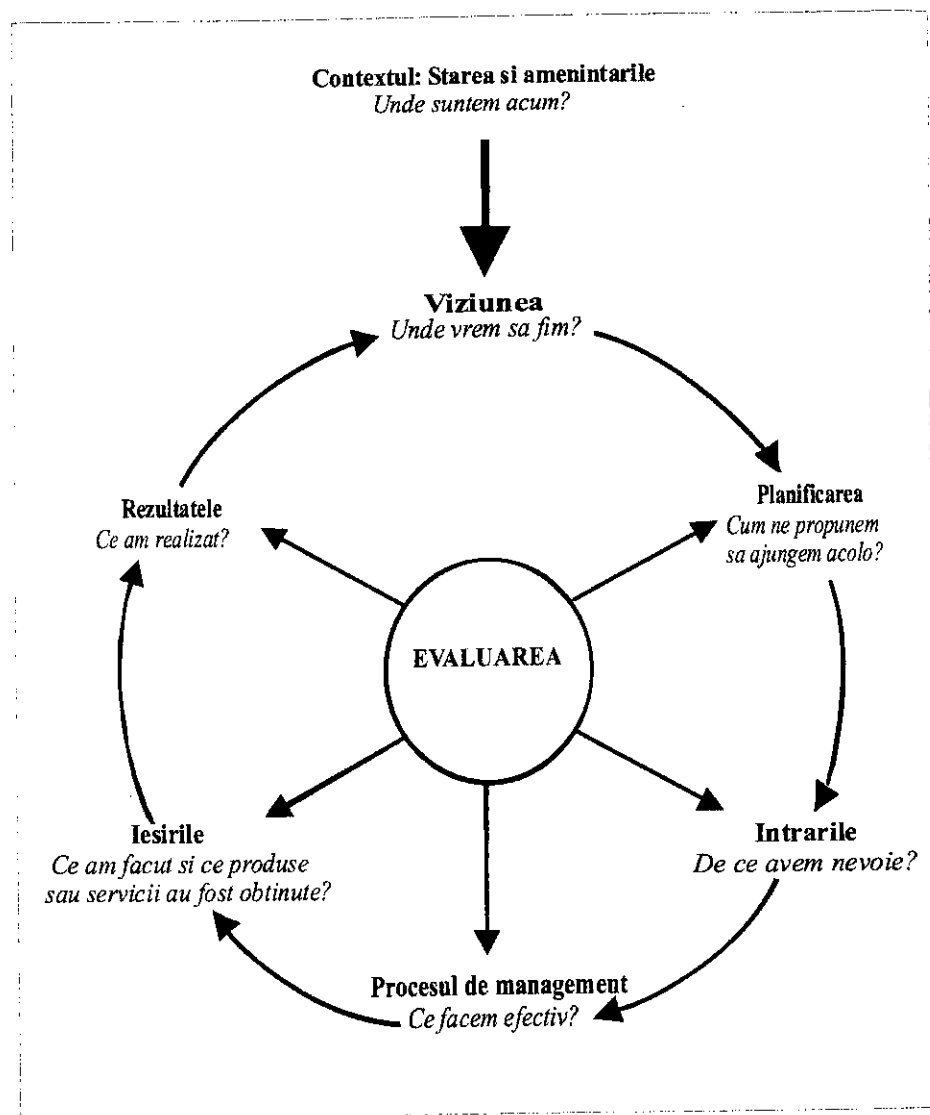 Contextul: Starea si amenintarile
Unde suntem acum?
Viziunea
Unde vrem sa fim?
Planificarea
Cum ne propunem
sa ajungem acolo?
Rezultatele
Ce am realizat?
EVALUAREA
Iesirile
Ce am facut si ce produse
sau servicii au fost obtinute?
Intrarile
De ce avem nevoie?
Procesul de management
Ce facem efectiv?